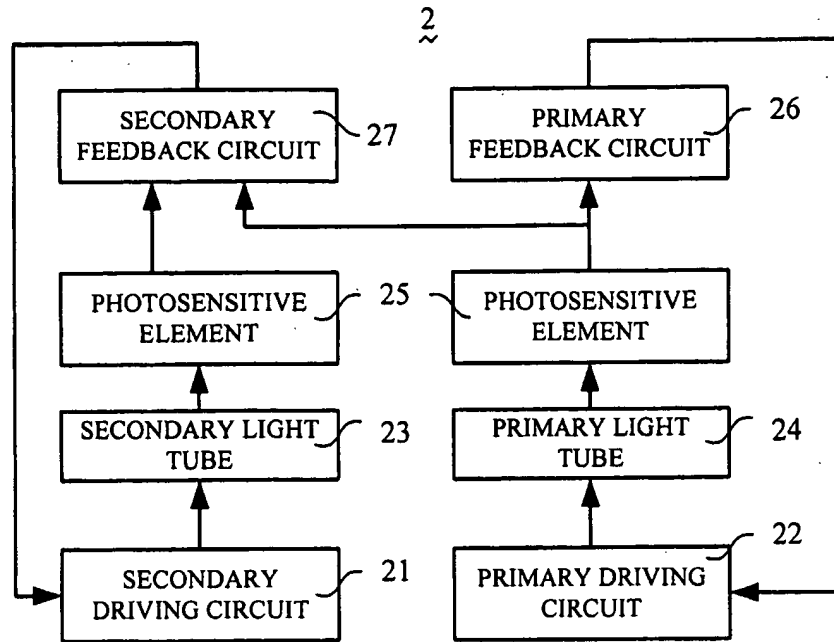 2
SECONDARY
FEEDBACK CIRCUIT
27
PRIMARY
FEEDBACK CIRCUIT
26
PHOTOSENSITIVE
ELEMENT
25
PHOTOSENSITIVE
ELEMENT
SECONDARY LIGHT
TUBE
23
PRIMARY LIGHT
TUBE
24
SECONDARY
DRIVING CIRCUIT
21
PRIMARY DRIVING
CIRCUIT
22